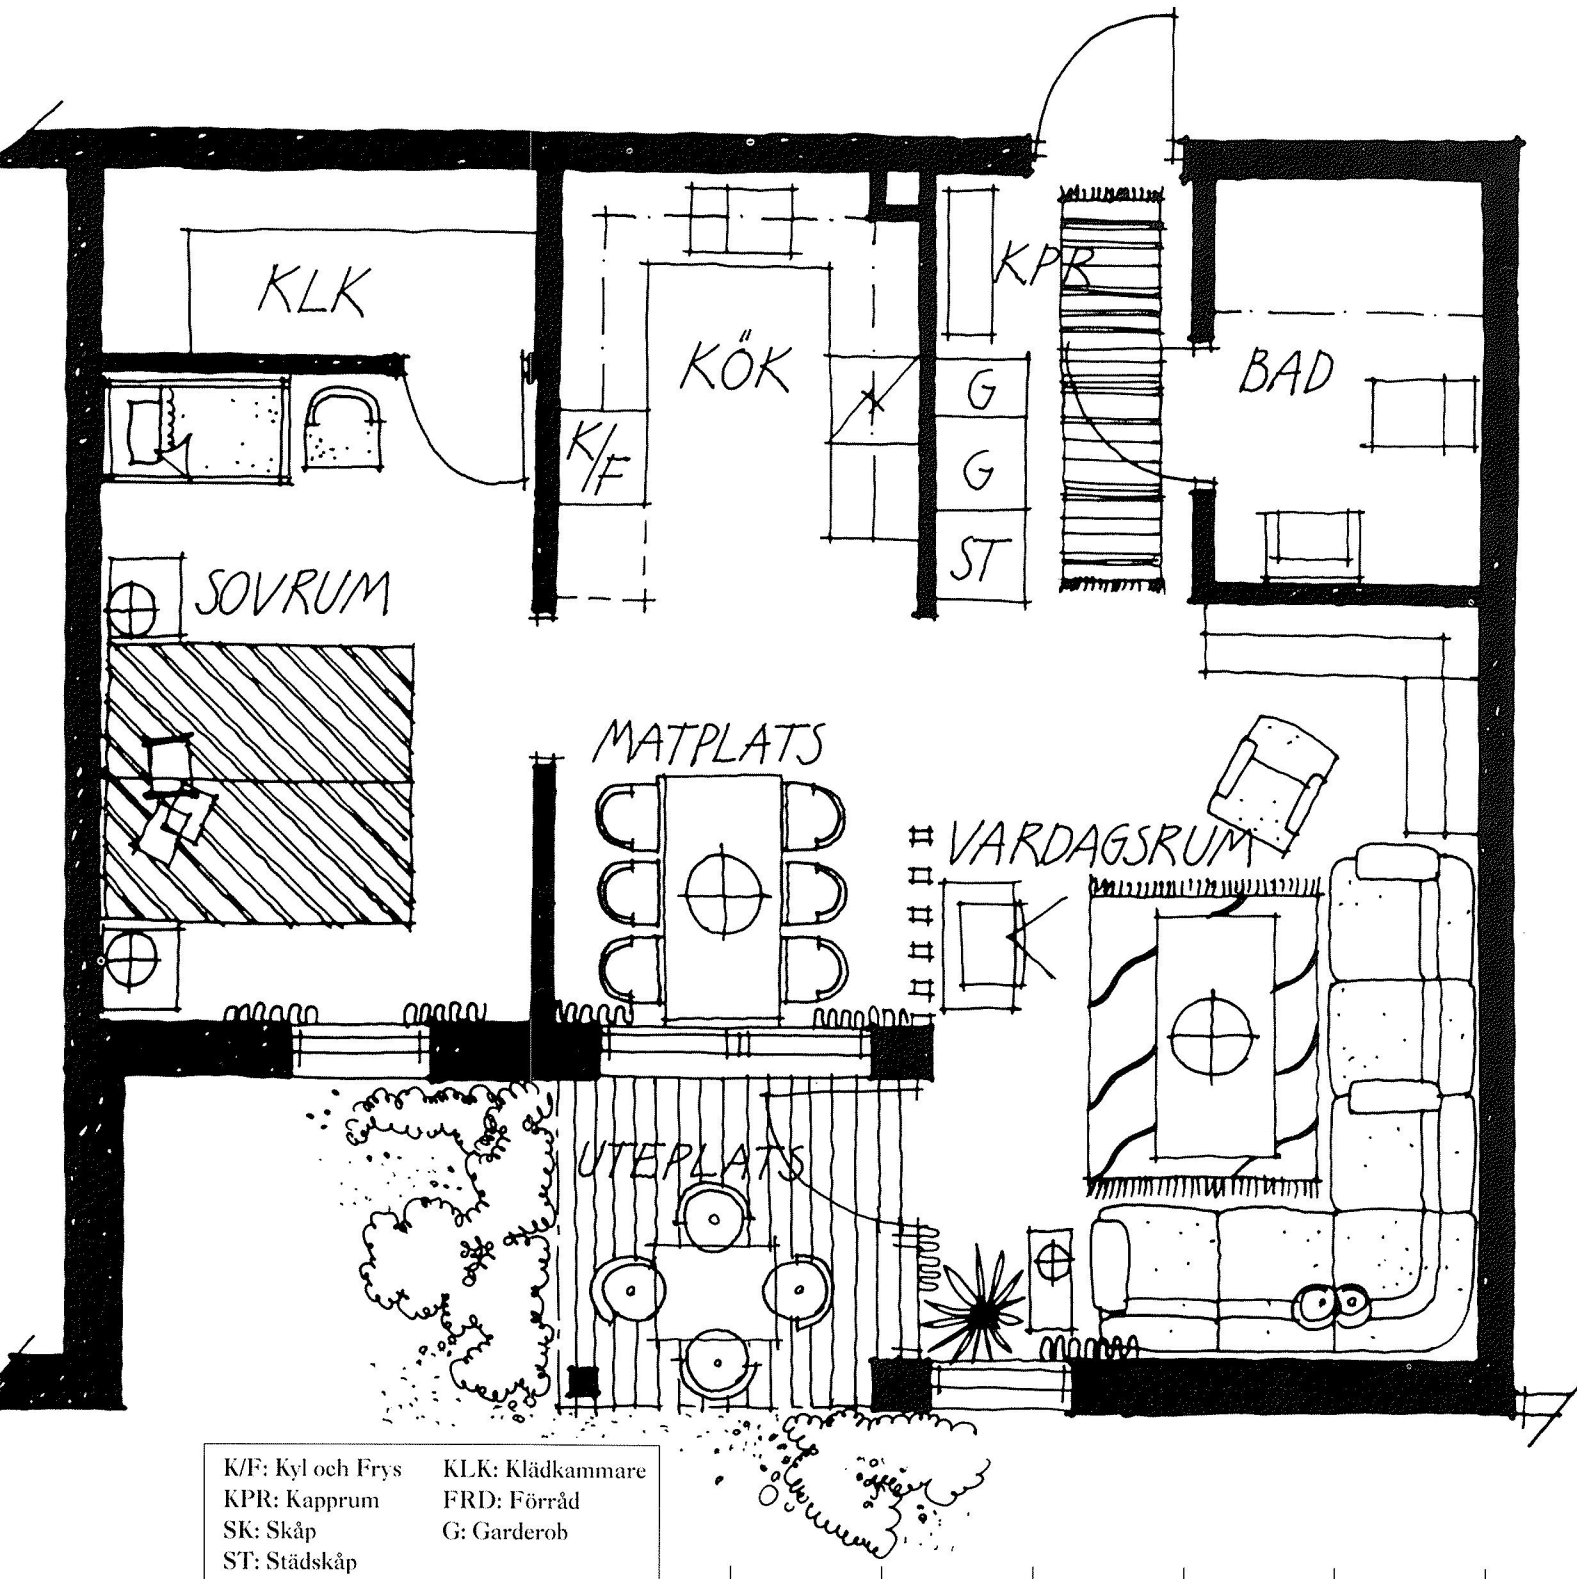 KLK
KPR
KÖK
BAD
G
K/F
G
ST
SOVRUM
MATPLATS
VARDAGSRUM
UTEPLATS
K/F: Kyl och Frys
KPR: Kapprum
SK: Skåp
ST: Städskåp
KLK: Klädkammare
FRD: Förråd
G: Garderob